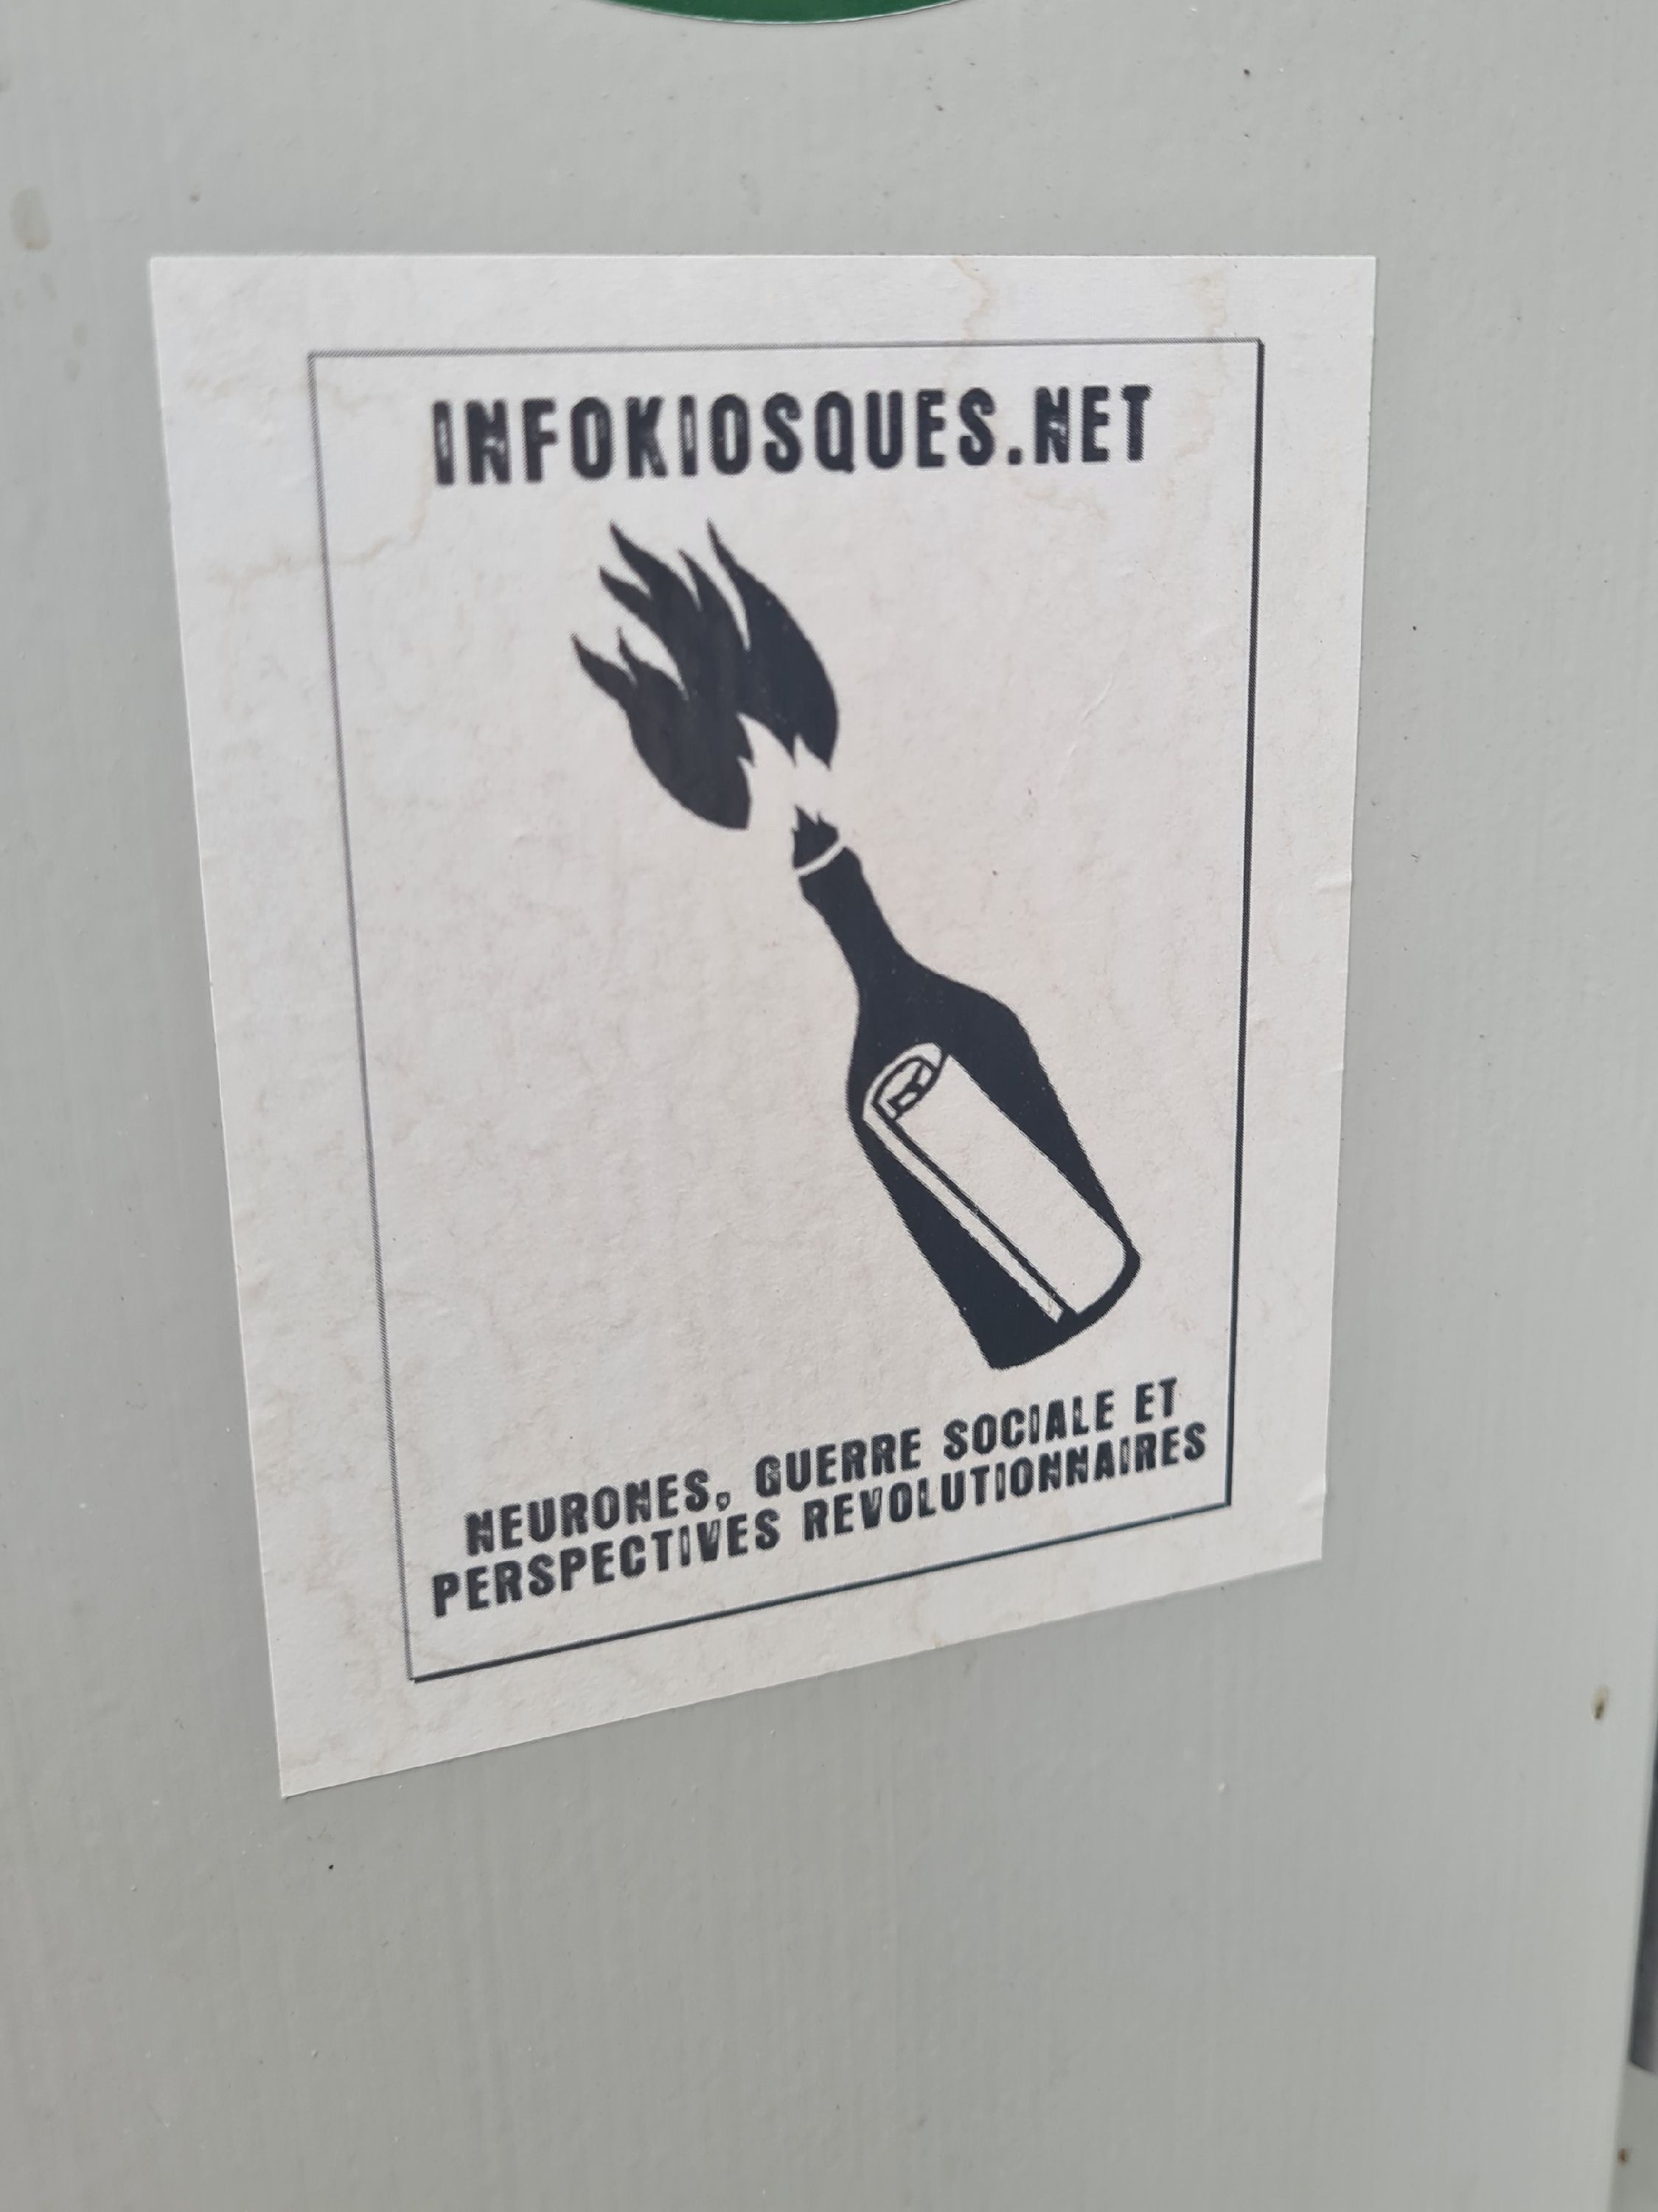 INFOKIOSQUES.NET
NEURONES, GUERRE SOCIALE ET
PERSPECTIVES REVOLUTIONNAIRES